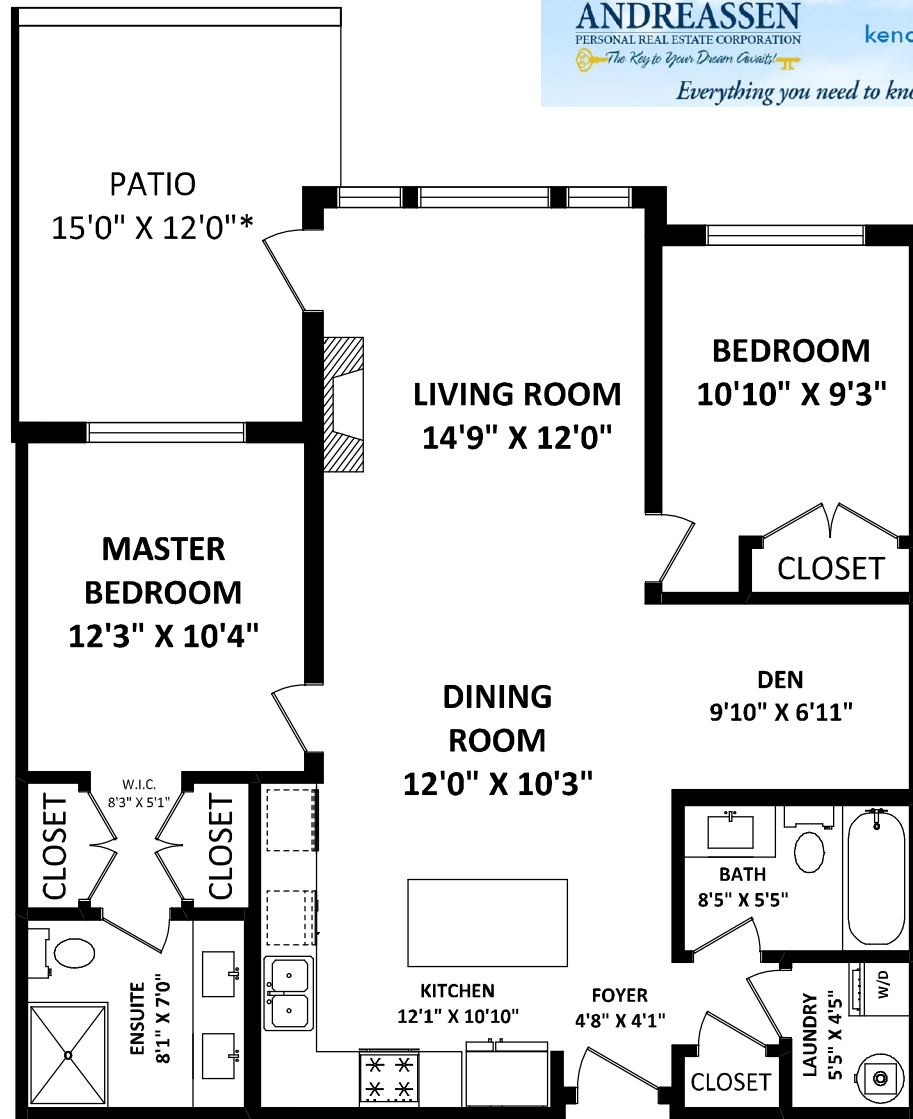 ANDREASSEN
PERSONAL REAL ESTATE CORPORATION
The Key to Your Dream Awaits!
Everything you need to kno
PATIO
15'0" X 12'0"*
LIVING ROOM
14'9" X 12'0"
BEDROOM
10'10" X 9'3"
CLOSET
MASTER
BEDROOM
12'3" X 10'4"
DINING
ROOM
12'0" X 10'3"
DEN
9'10" X 6'11"
W.I.C.
8'3" X 5'1"
CLOSET
CLOSET
BATH
8'5" X 5'5"
ENSUITE
8'1" X 7'0"
KITCHEN
12'1" X 10'10"
FOYER
4'8" X 4'1"
LAUNDRY
5'5" X 4'5"
W/D
CLOSET